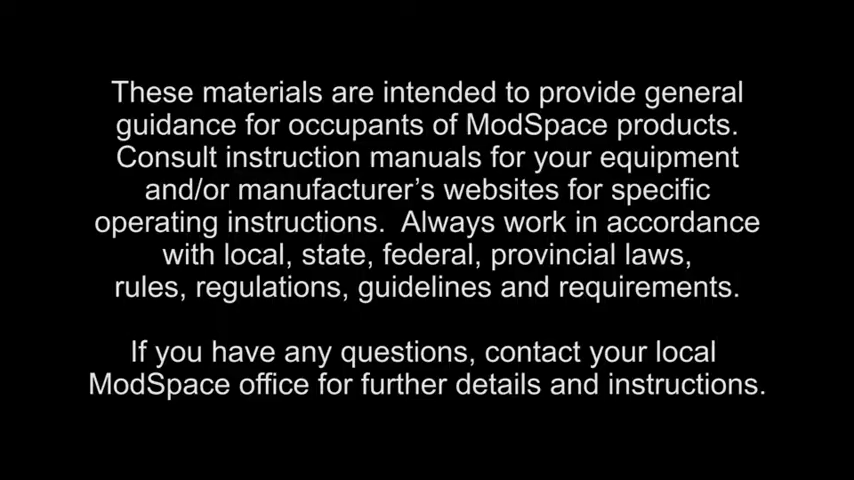 These materials are intended to provide general
guidance for occupants of ModSpace products.
Consult instruction manuals for your equipment
and/or manufacturer’s websites for specific
operating instructions.  Always work in accordance
with local, state, federal, provincial laws,
rules, regulations, guidelines and requirements.
If you have any questions, contact your local
ModSpace office for further details and instructions.